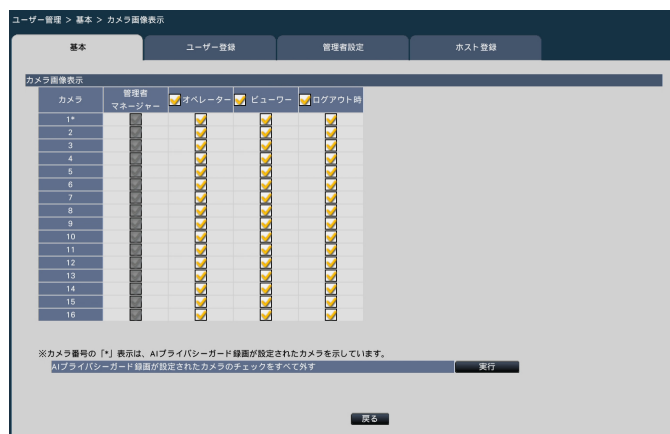 ユーザー管理 > 基本 > カメラ画像表示
基本 ユーザー登録 管理者設定 ホスト登録
カメラ画像表示
カメラ 管理者 マネージャー オペレーター ビューワー ログアウト時
1*
2
3
4
5
6
7
8
9
10
11
12
13
14
15
16
※カメラ番号の「*」表示は、AIプライバシーガード録画が設定されたカメラを示しています。
AIプライバシーガード録画が設定されたカメラのチェックをすべて外す 実行
戻る